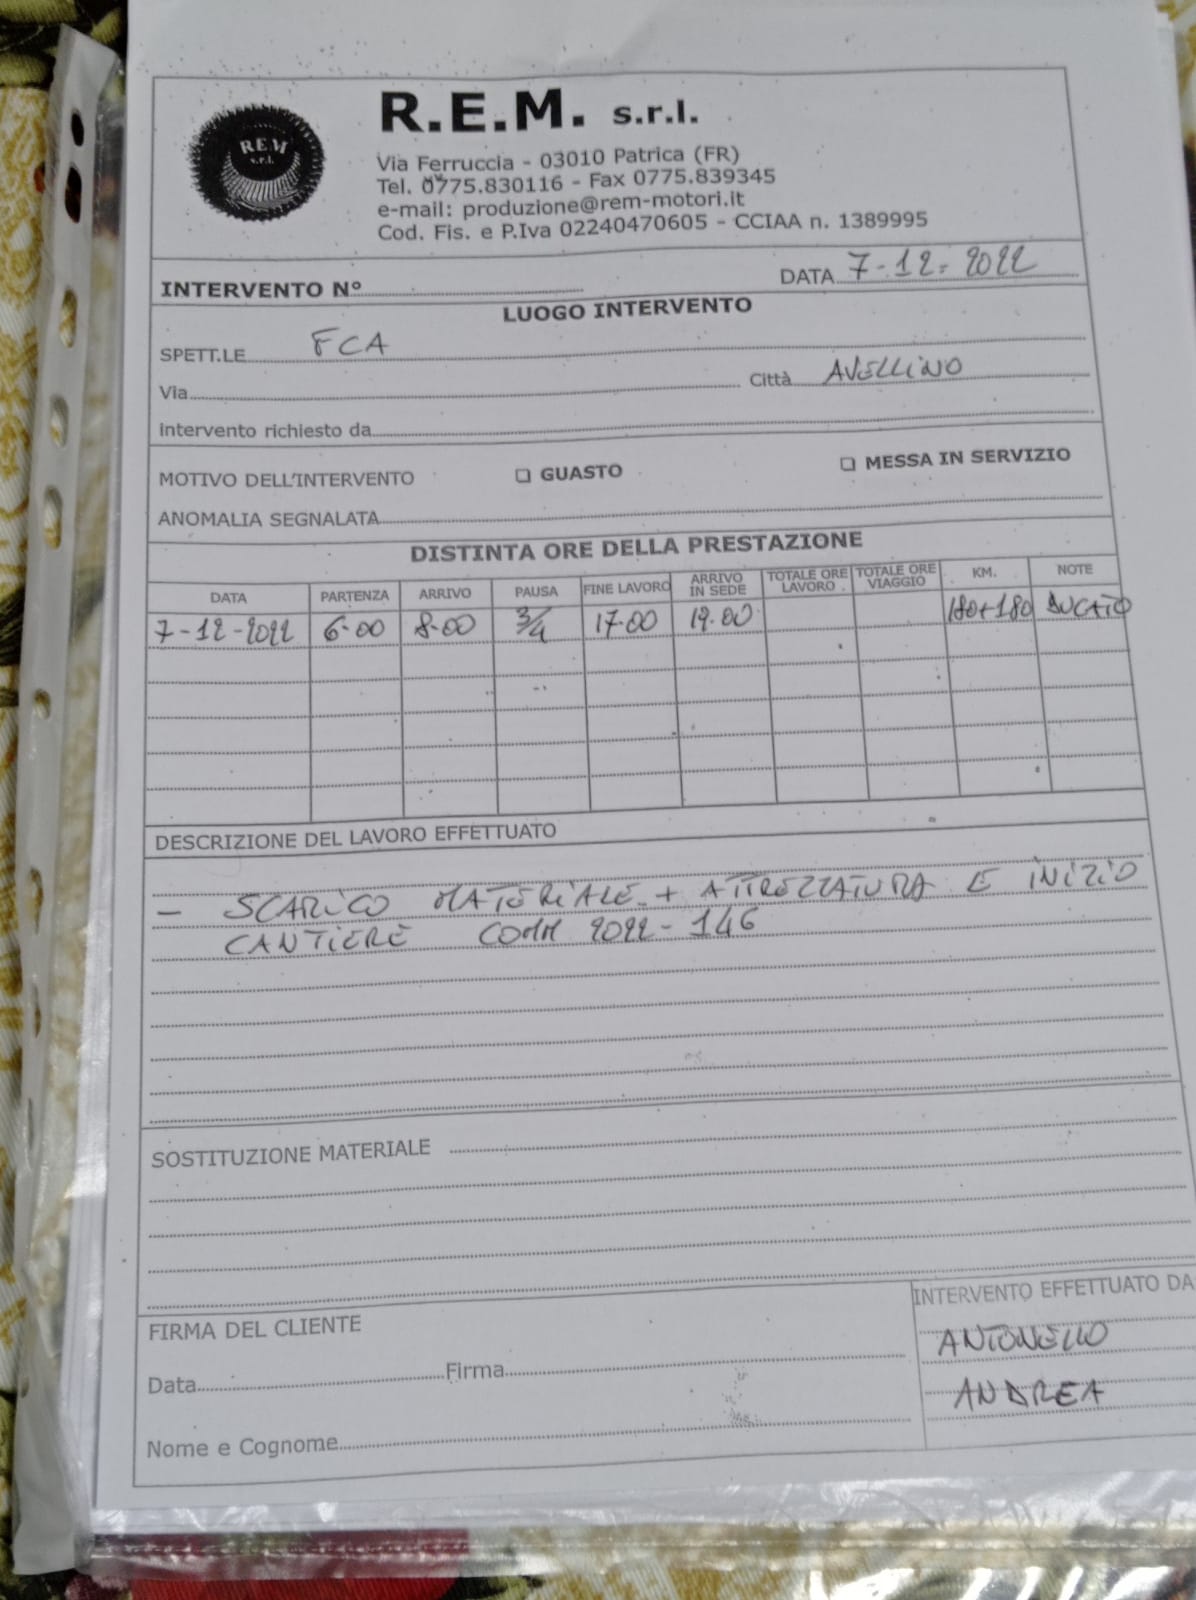 REM
s.r.l.
R.E.M. s.r.l.
Via Ferruccia - 03010 Patrica (FR)
Tel. 0775.830116 - Fax 0775.839345
e-mail: produzione@rem-motori.it
Cod. Fis. e P.Iva 02240470605 - CCIAA n. 1389995
INTERVENTO N° DATA 7-12-2022
LUOGO INTERVENTO
SPETT.LE FCA
Via Città AVELLINO
intervento richiesto da
MOTIVO DELL'INTERVENTO ❑ GUASTO ❑ MESSA IN SERVIZIO
ANOMALIA SEGNALATA
DISTINTA ORE DELLA PRESTAZIONE
DATA PARTENZA ARRIVO PAUSA FINE LAVORO ARRIVO IN SEDE TOTALE ORE LAVORO TOTALE ORE VIAGGIO KM. NOTE
7-12-2022 6.00 8.00 3/4 17.00 19.00 180+180 DUCATO
DESCRIZIONE DEL LAVORO EFFETTUATO
- SCARICO MATERIALE + ATTREZZATURA E INIZIO
CANTIERE COMM 2022-146
SOSTITUZIONE MATERIALE
FIRMA DEL CLIENTE
Data Firma
Nome e Cognome
INTERVENTO EFFETTUATO DA
ANTONELLO
ANDREA